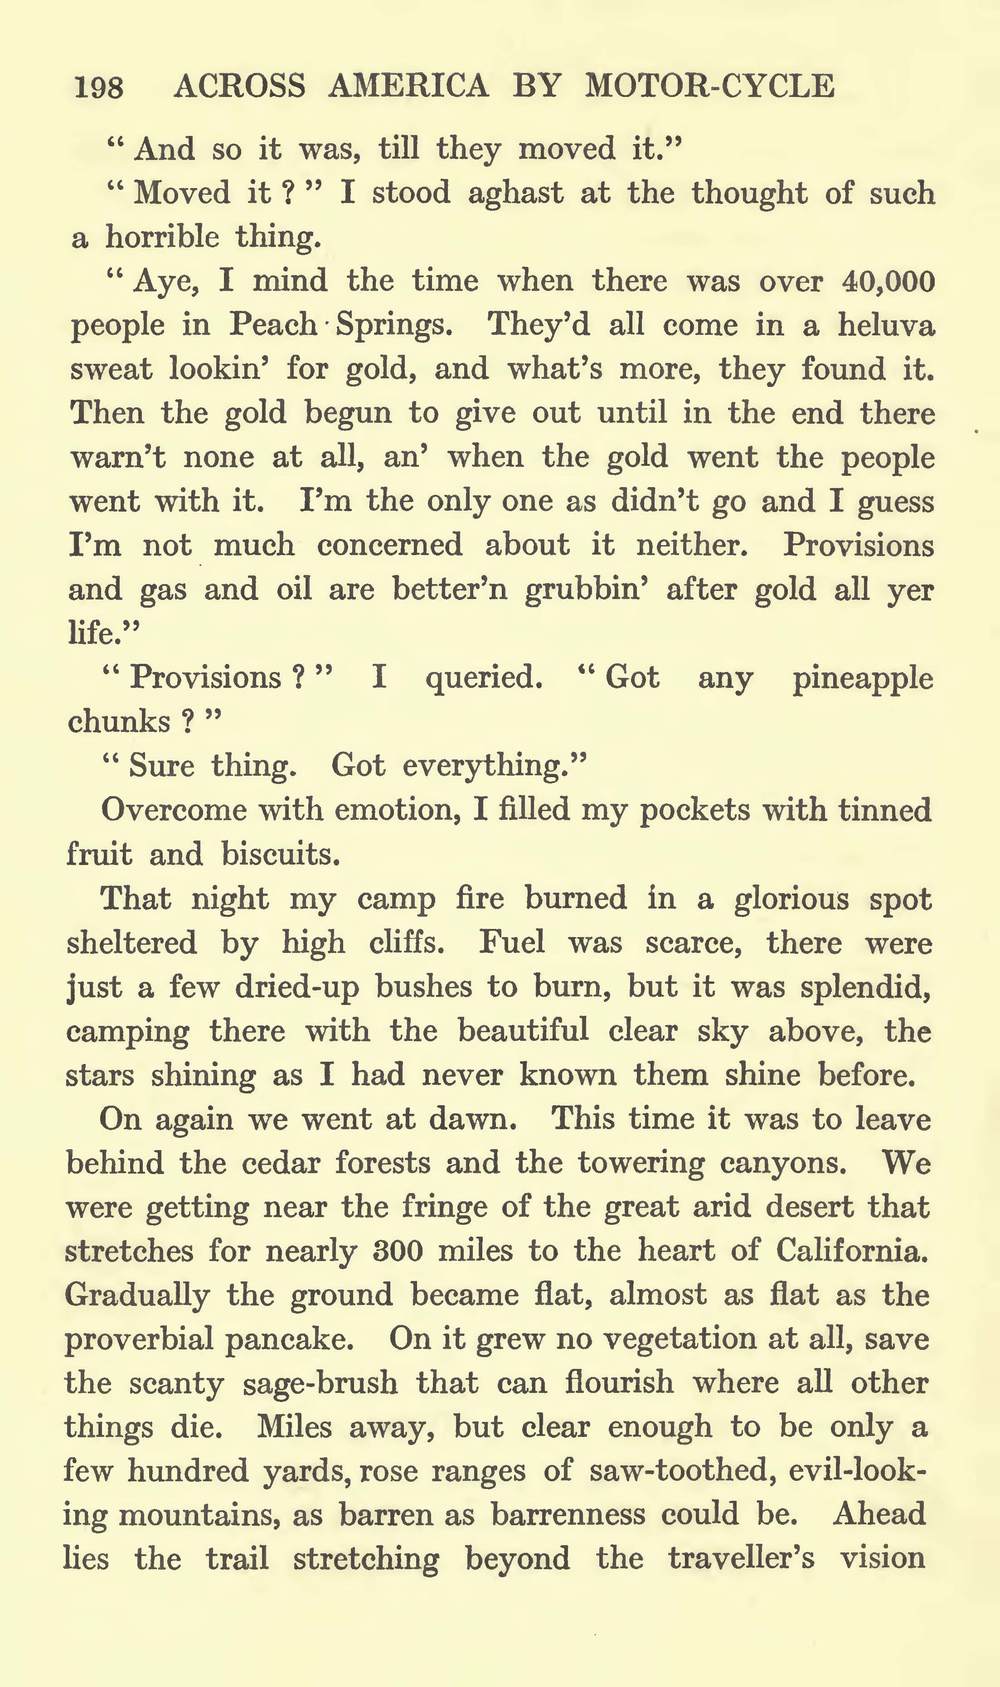 198 ACROSS AMERICA BY MOTOR-CYCLE
“ And so it was, till they moved it.”
“ Moved it ? ” I stood aghast at the thought of such
a horrible thing.
“ Aye, I mind the time when there was over 40,000
people in Peach Springs. They’d all come in a heluva
sweat lookin’ for gold, and what’s more, they found it.
Then the gold begun to give out until in the end there
warn’t none at all, an’ when the gold went the people
went with it. I’m the only one as didn’t go and I guess
I’m not much concerned about it neither. Provisions
and gas and oil are better’n grubbin’ after gold all yer
life.”
“ Provisions ? ” I queried. “ Got any pineapple
chunks ? ”
“ Sure thing. Got everything.”
Overcome with emotion, I filled my pockets with tinned
fruit and biscuits.
That night my camp fire burned in a glorious spot
sheltered by high cliffs. Fuel was scarce, there were
just a few dried-up bushes to burn, but it was splendid,
camping there with the beautiful clear sky above, the
stars shining as I had never known them shine before.
On again we went at dawn. This time it was to leave
behind the cedar forests and the towering canyons. We
were getting near the fringe of the great arid desert that
stretches for nearly 300 miles to the heart of California.
Gradually the ground became flat, almost as flat as the
proverbial pancake. On it grew no vegetation at all, save
the scanty sage-brush that can flourish where all other
things die. Miles away, but clear enough to be only a
few hundred yards, rose ranges of saw-toothed, evil-look-
ing mountains, as barren as barrenness could be. Ahead
lies the trail stretching beyond the traveller’s vision